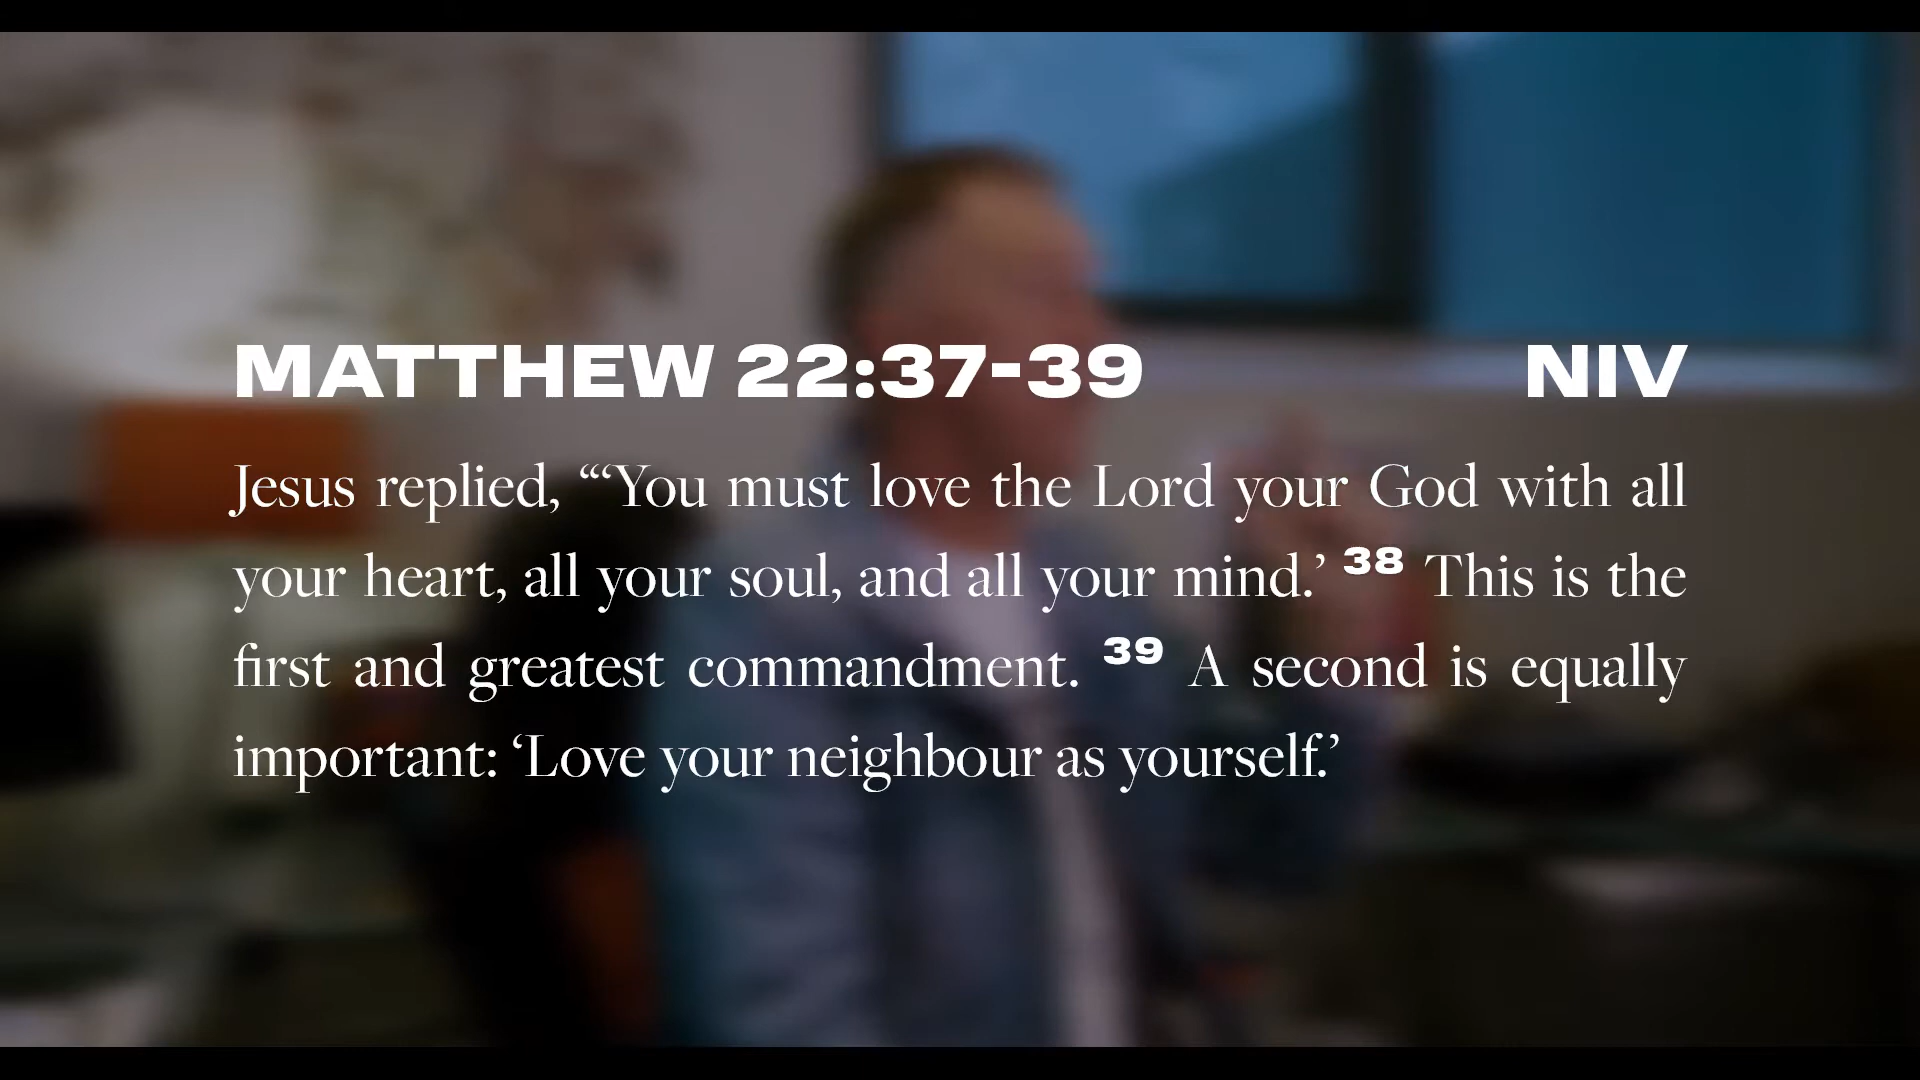 MATTHEW 22:37-39 NIV
Jesus replied, “‘You must love the Lord your God with all
your heart, all your soul, and all your mind.’ 38 This is the
first and greatest commandment. 39 A second is equally
important: ‘Love your neighbour as yourself.’